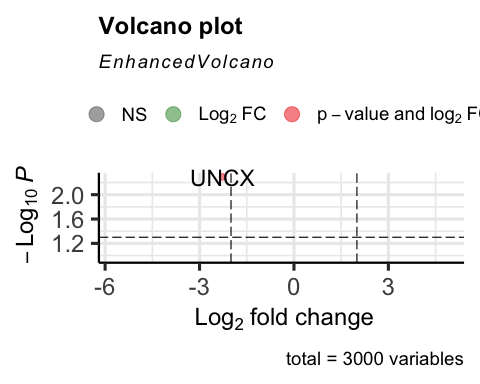 Volcano plot
EnhancedVolcano
NS Log₂ FC p – value and log₂ F
UNCX
2.0
1.6
1.2
– Log₁₀ P
-6 -3 0 3
Log₂ fold change
total = 3000 variables